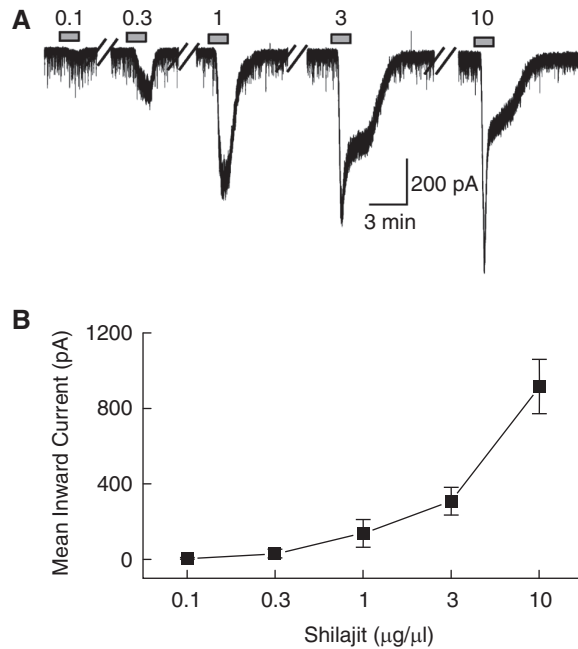 A
0.1 0.3 1 3 10
200 pA
3 min
B
Mean Inward Current (pA)
1200
800
400
0
0.1 0.3 1 3 10
Shilajit (μg/μl)